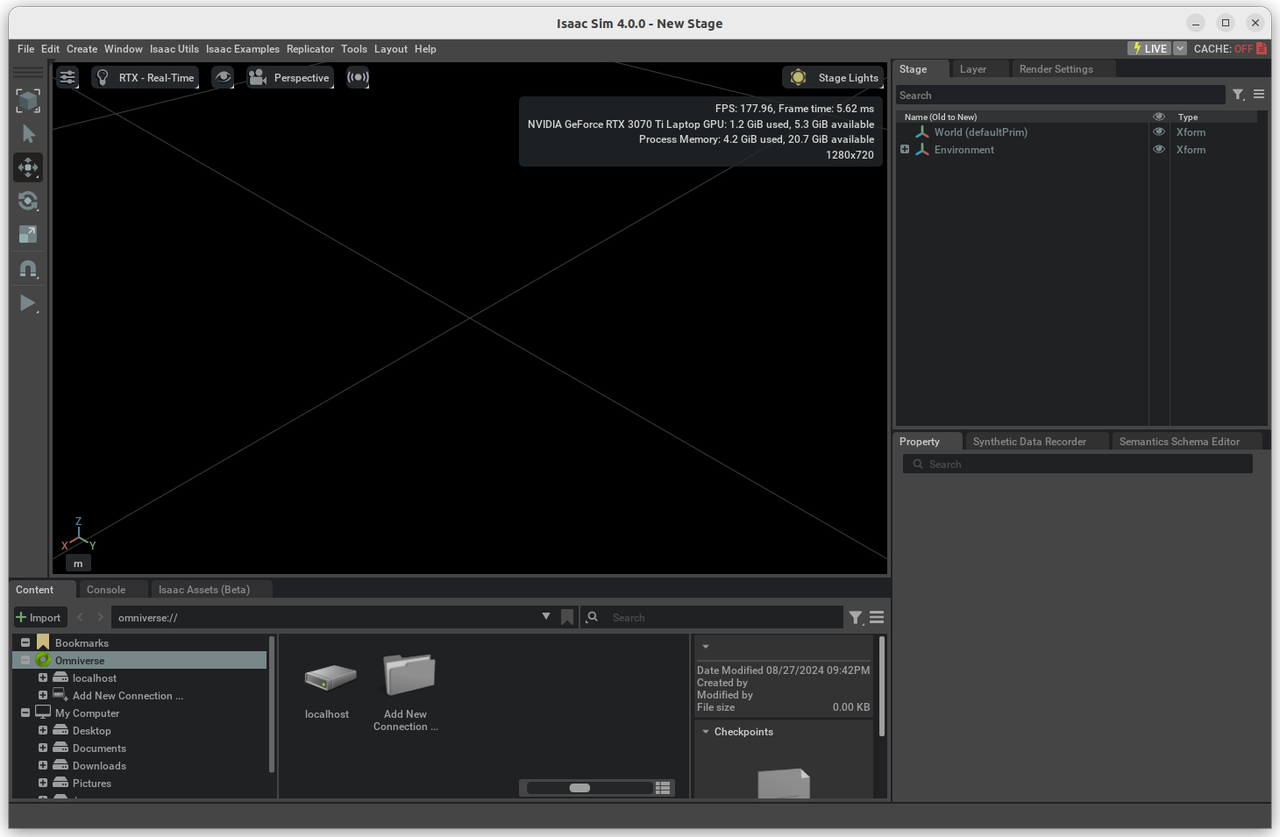 Isaac Sim 4.0.0 - New Stage
File Edit Create Window Isaac Utils Isaac Examples Replicator Tools Layout Help
LIVE CACHE: OFF
RTX - Real-Time Perspective Stage Lights
FPS: 177.96, Frame time: 5.62 ms
NVIDIA GeForce RTX 3070 Ti Laptop GPU: 1.2 GiB used, 5.3 GiB available
Process Memory: 4.2 GiB used, 20.7 GiB available
1280x720
Z
X Y
m
Stage Layer Render Settings
Search
Name (Old to New) Type
World (defaultPrim) Xform
Environment Xform
Property Synthetic Data Recorder Semantics Schema Editor
Search
Content Console Isaac Assets (Beta)
Import omniverse:// Search
Bookmarks
Omniverse
localhost
Add New Connection ...
My Computer
Desktop
Documents
Downloads
Pictures
localhost
Add New
Connection ...
Date Modified 08/27/2024 09:42PM
Created by
Modified by
File size 0.00 KB
Checkpoints